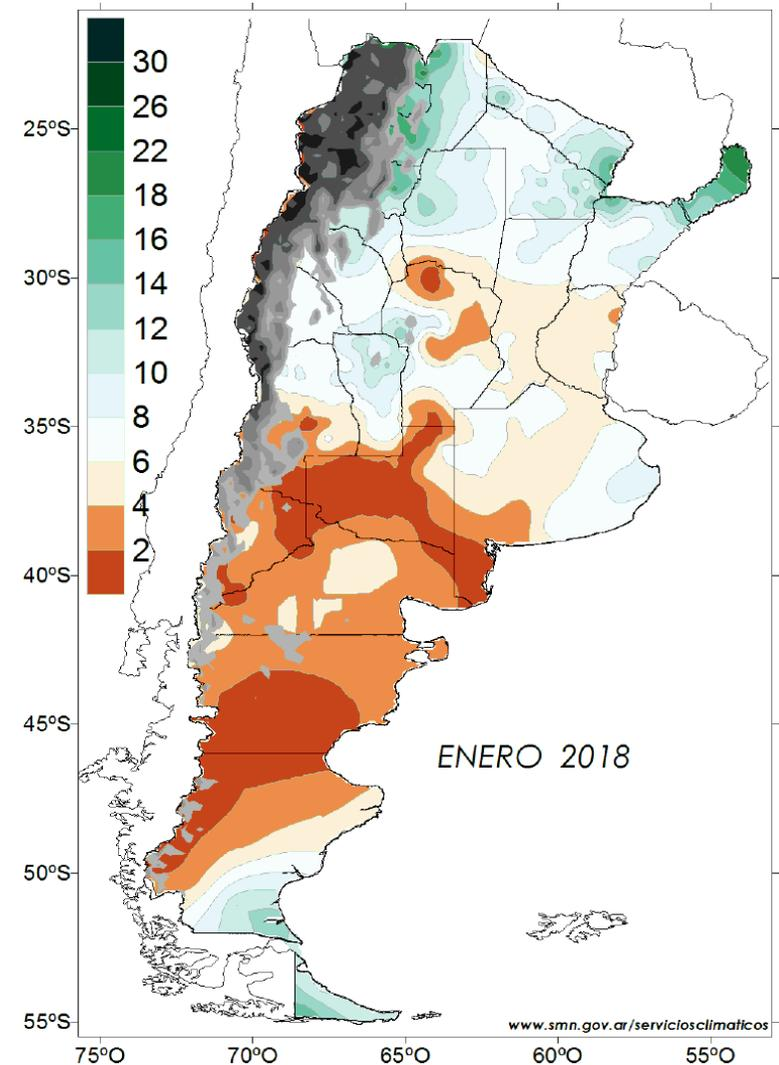 30
26
22
18
16
14
12
10
8
6
4
2
25ºS
30ºS
35ºS
40ºS
45ºS
50ºS
55ºS
ENERO 2018
www.smn.gov.ar/serviciosclimaticos
75ºO 70ºO 65ºO 60ºO 55ºO